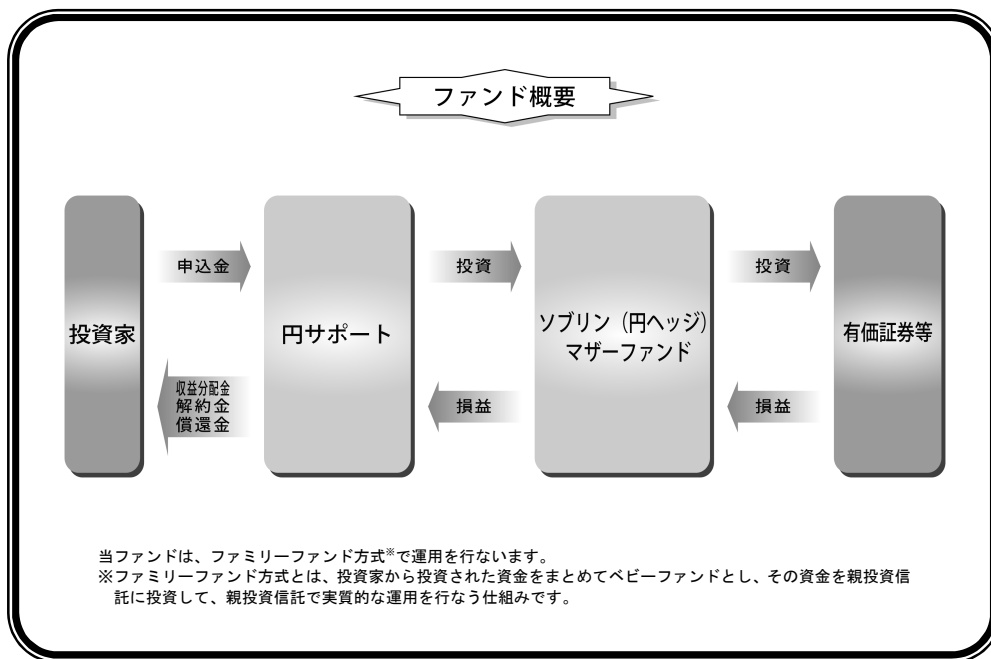 ファンド概要
投資家
申込金
収益分配金
解約金
償還金
円サポート
投資
損益
ソブリン（円ヘッジ）
マザーファンド
投資
損益
有価証券等
当ファンドは、ファミリーファンド方式※で運用を行ないます。
※ファミリーファンド方式とは、投資家から投資された資金をまとめてベビーファンドとし、その資金を親投資信
託に投資して、親投資信託で実質的な運用を行なう仕組みです。